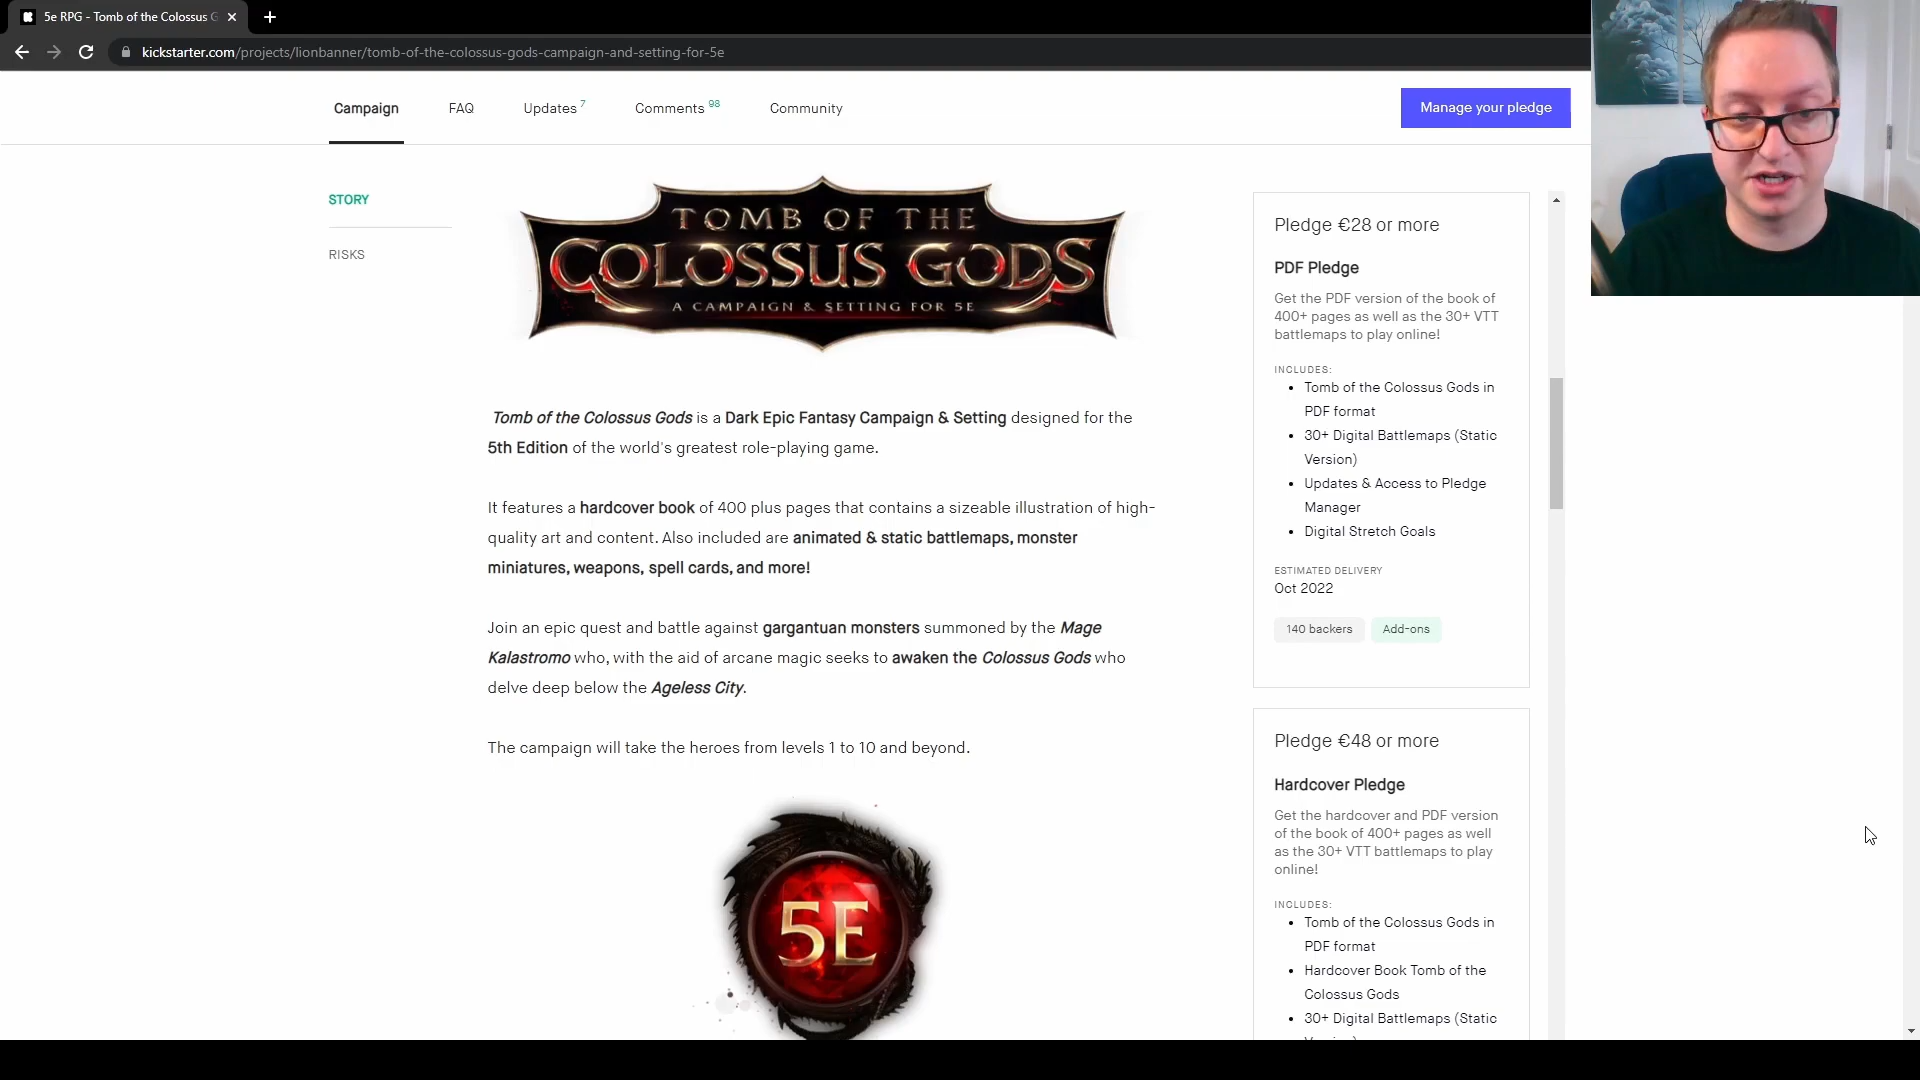 5e RPG - Tomb of the Colossus G
kickstarter.com/projects/lionbanner/tomb-of-the-colossus-gods-campaign-and-setting-for-5e
Campaign
FAQ
Updates 7
Comments 98
Community
Manage your pledge
STORY
RISKS
TOMB OF THE
COLOSSUS GODS
A CAMPAIGN & SETTING FOR 5E
Tomb of the Colossus Gods is a Dark Epic Fantasy Campaign & Setting designed for the
5th Edition of the world's greatest role-playing game.
It features a hardcover book of 400 plus pages that contains a sizeable illustration of high-
quality art and content. Also included are animated & static battlemaps, monster
miniatures, weapons, spell cards, and more!
Join an epic quest and battle against gargantuan monsters summoned by the Mage
Kalastromo who, with the aid of arcane magic seeks to awaken the Colossus Gods who
delve deep below the Ageless City.
The campaign will take the heroes from levels 1 to 10 and beyond.
5E
Pledge €28 or more
PDF Pledge
Get the PDF version of the book of
400+ pages as well as the 30+ VTT
battlemaps to play online!
INCLUDES:
• Tomb of the Colossus Gods in
PDF format
• 30+ Digital Battlemaps (Static
Version)
• Updates & Access to Pledge
Manager
• Digital Stretch Goals
ESTIMATED DELIVERY
Oct 2022
140 backers
Add-ons
Pledge €48 or more
Hardcover Pledge
Get the hardcover and PDF version
of the book of 400+ pages as well
as the 30+ VTT battlemaps to play
online!
INCLUDES:
• Tomb of the Colossus Gods in
PDF format
• Hardcover Book Tomb of the
Colossus Gods
• 30+ Digital Battlemaps (Static